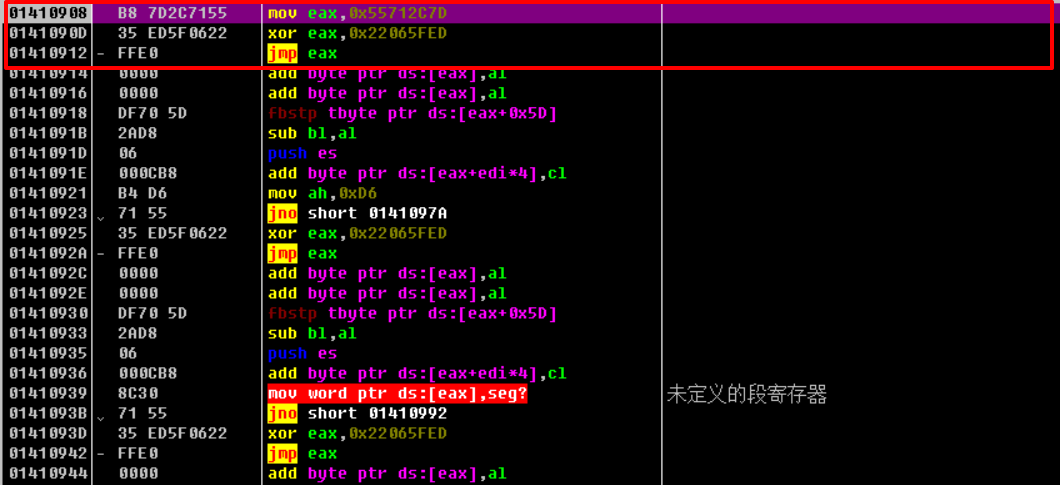 01410908 B8 7D2C7155 mov eax,0x55712C7D
0141090D 35 ED5F0622 xor eax,0x22065FED
01410912 - FFE0 jmp eax
01410914 0000 add byte ptr ds:[eax],al
01410916 0000 add byte ptr ds:[eax],al
01410918 DF70 5D fbstp tbyte ptr ds:[eax+0x5D]
0141091B 2AD8 sub bl,al
0141091D 06 push es
0141091E 000CB8 add byte ptr ds:[eax+edi*4],cl
01410921 B4 D6 mov ah,0xD6
01410923 71 55 jno short 0141097A
01410925 35 ED5F0622 xor eax,0x22065FED
0141092A - FFE0 jmp eax
0141092C 0000 add byte ptr ds:[eax],al
0141092E 0000 add byte ptr ds:[eax],al
01410930 DF70 5D fbstp tbyte ptr ds:[eax+0x5D]
01410933 2AD8 sub bl,al
01410935 06 push es
01410936 000CB8 add byte ptr ds:[eax+edi*4],cl
01410939 8C30 mov word ptr ds:[eax],seg? 未定义的段寄存器
0141093B 71 55 jno short 01410992
0141093D 35 ED5F0622 xor eax,0x22065FED
01410942 - FFE0 jmp eax
01410944 0000 add byte ptr ds:[eax],al